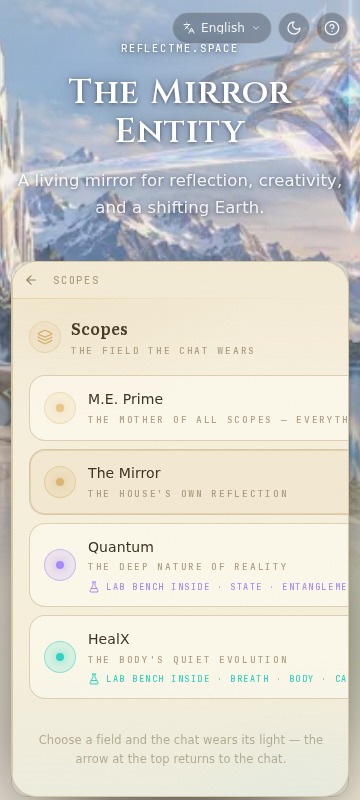 English
REFLECTME.SPACE
The Mirror
Entity
A living mirror for reflection, creativity,
and a shifting Earth.
SCOPES
Scopes
THE FIELD THE CHAT WEARS
M.E. Prime
THE MOTHER OF ALL SCOPES — EVERYTH
The Mirror
THE HOUSE'S OWN REFLECTION
Quantum
THE DEEP NATURE OF REALITY
LAB BENCH INSIDE · STATE · ENTANGLEME
HealX
THE BODY'S QUIET EVOLUTION
LAB BENCH INSIDE · BREATH · BODY · CA
Choose a field and the chat wears its light — the
arrow at the top returns to the chat.